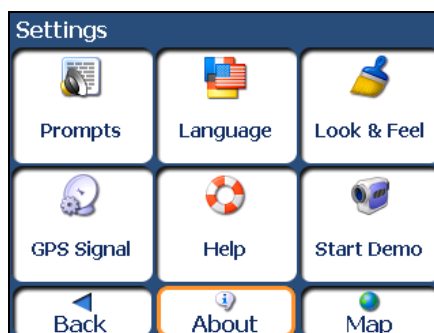 Settings
Prompts Language Look & Feel
GPS Signal Help Start Demo
Back About Map